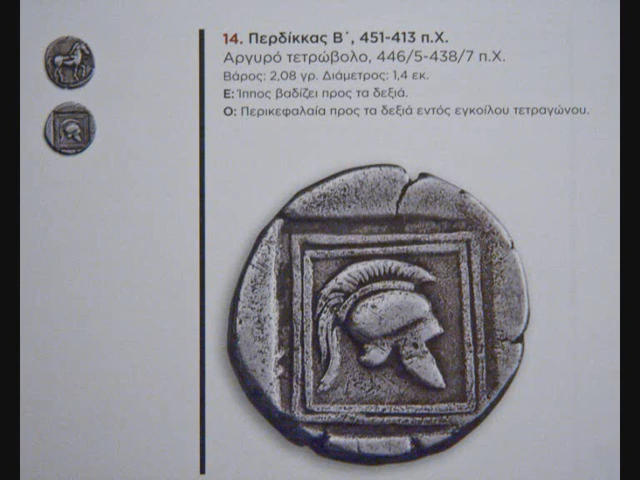 14. Περδίκκας Β΄, 451-413 π.Χ.
Αργυρό τετρώβολο, 446/5-438/7 π.Χ.
Βάρος: 2,08 γρ. Διάμετρος: 1,4 εκ.
Ε: Ίππος βαδίζει προς τα δεξιά.
Ο: Περικεφαλαία προς τα δεξιά εντός εγκοίλου τετραγώνου.